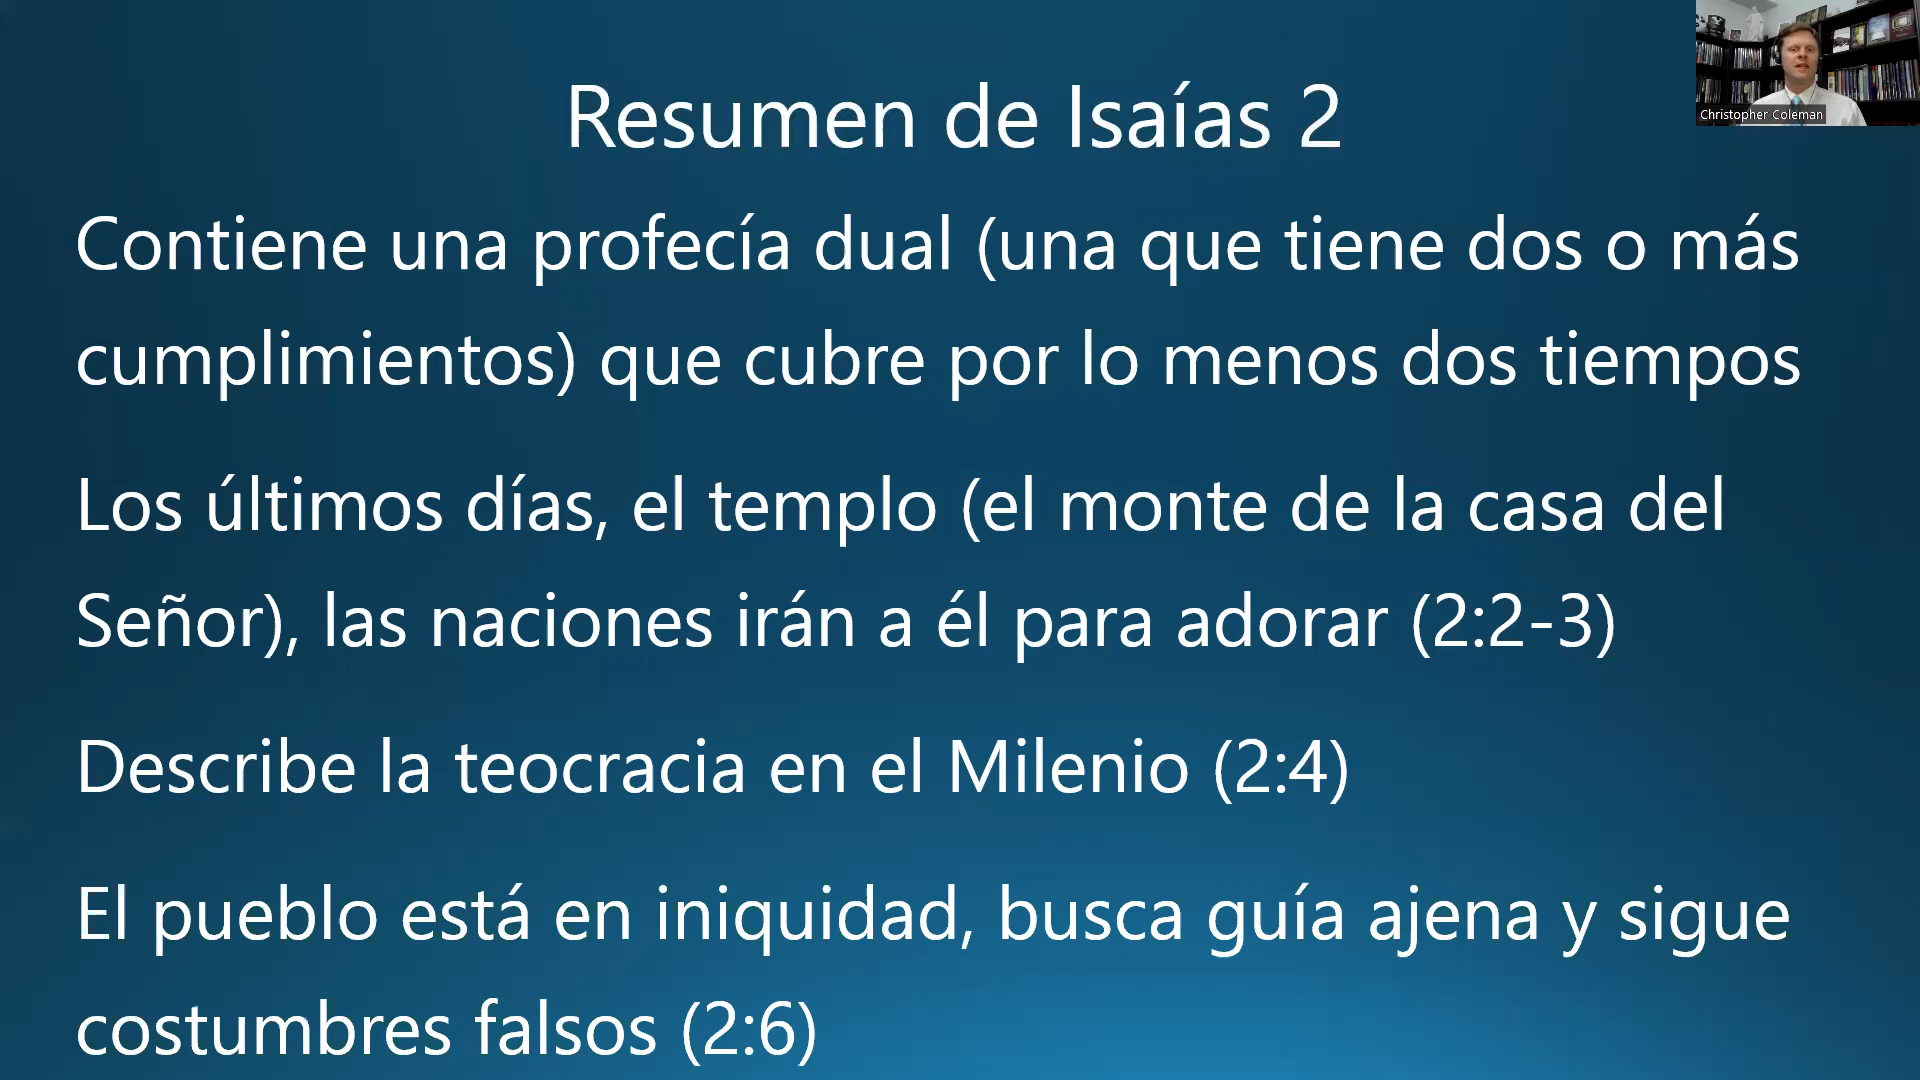 Resumen de Isaías 2
Christopher Coleman
Contiene una profecía dual (una que tiene dos o más
cumplimientos) que cubre por lo menos dos tiempos
Los últimos días, el templo (el monte de la casa del
Señor), las naciones irán a él para adorar (2:2-3)
Describe la teocracia en el Milenio (2:4)
El pueblo está en iniquidad, busca guía ajena y sigue
costumbres falsos (2:6)